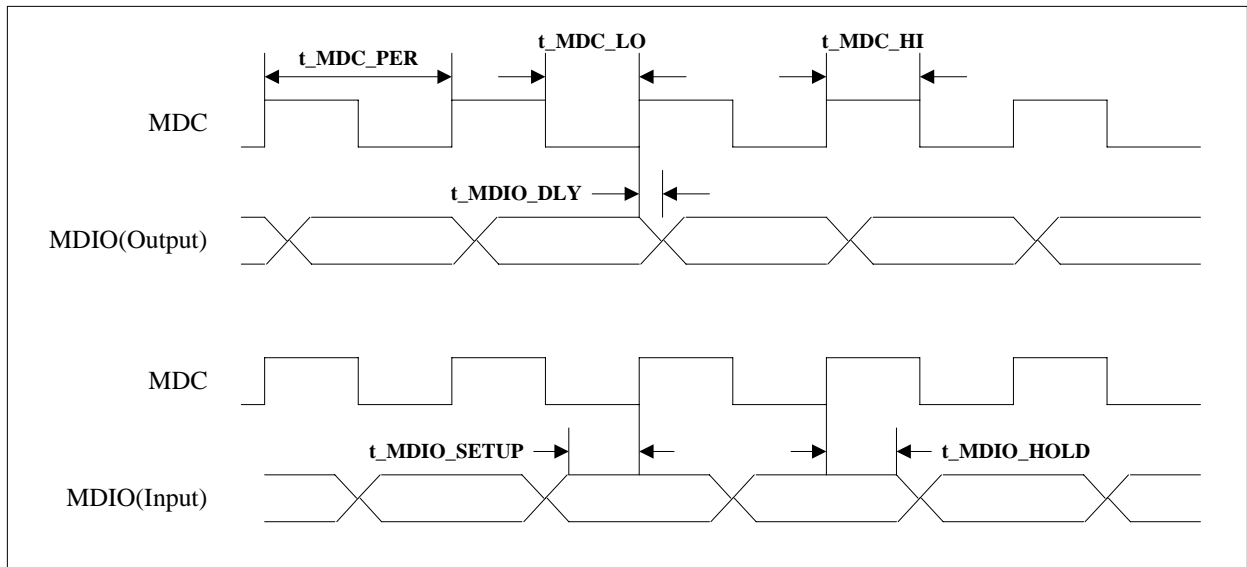 t_MDC_PER
t_MDC_LO
t_MDC_HI
MDC
t_MDIO_DLY
MDIO(Output)
MDC
t_MDIO_SETUP
t_MDIO_HOLD
MDIO(Input)